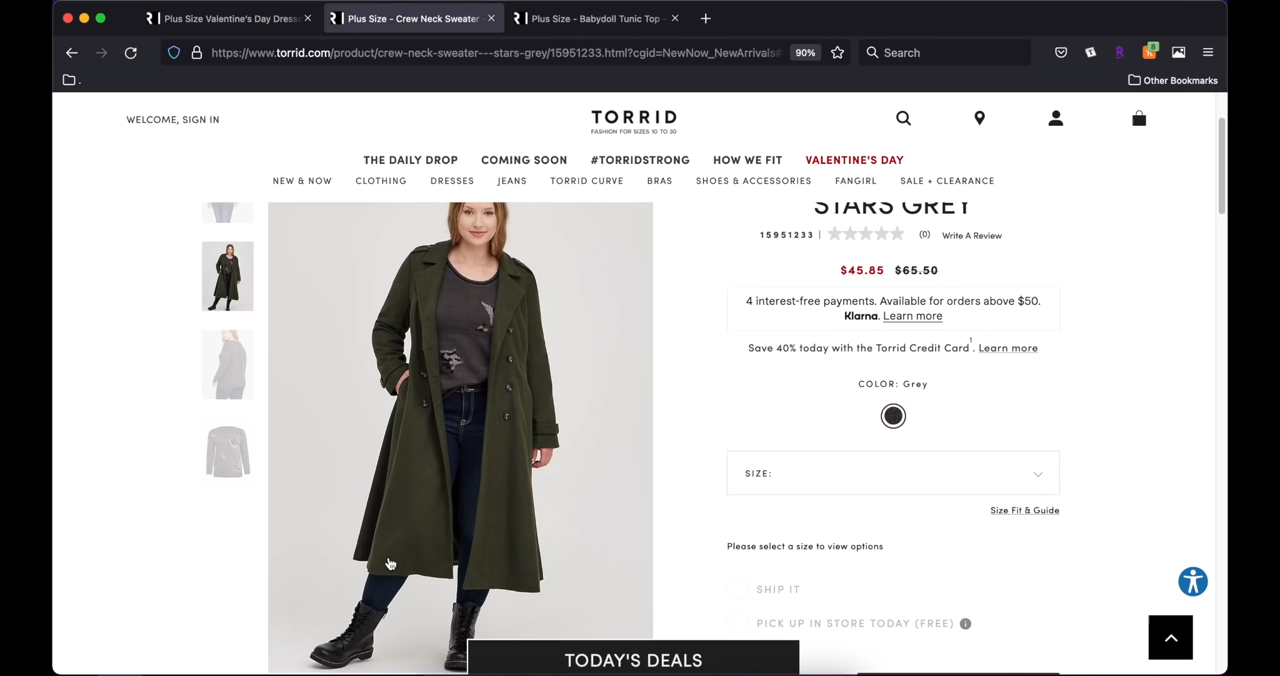 Plus Size Valentine's Day Dress
Plus Size - Crew Neck Sweater
Plus Size - Babydoll Tunic Top -
https://www.torrid.com/product/crew-neck-sweater---stars-grey/15951233.html?cgid=NewNow_NewArrivals#
90%
Search
8
.
Other Bookmarks
WELCOME, SIGN IN
TORRID
FASHION FOR SIZES 10 TO 30
THE DAILY DROP COMING SOON #TORRIDSTRONG HOW WE FIT VALENTINE'S DAY
NEW & NOW CLOTHING DRESSES JEANS TORRID CURVE BRAS SHOES & ACCESSORIES FANGIRL SALE + CLEARANCE
STARS GREY
15951233 | (0) Write A Review
$45.85 $65.50
4 interest-free payments. Available for orders above $50.
Klarna. Learn more
Save 40% today with the Torrid Credit Card1. Learn more
COLOR: Grey
SIZE:
Size Fit & Guide
Please select a size to view options
SHIP IT
PICK UP IN STORE TODAY (FREE) i
TODAY'S DEALS